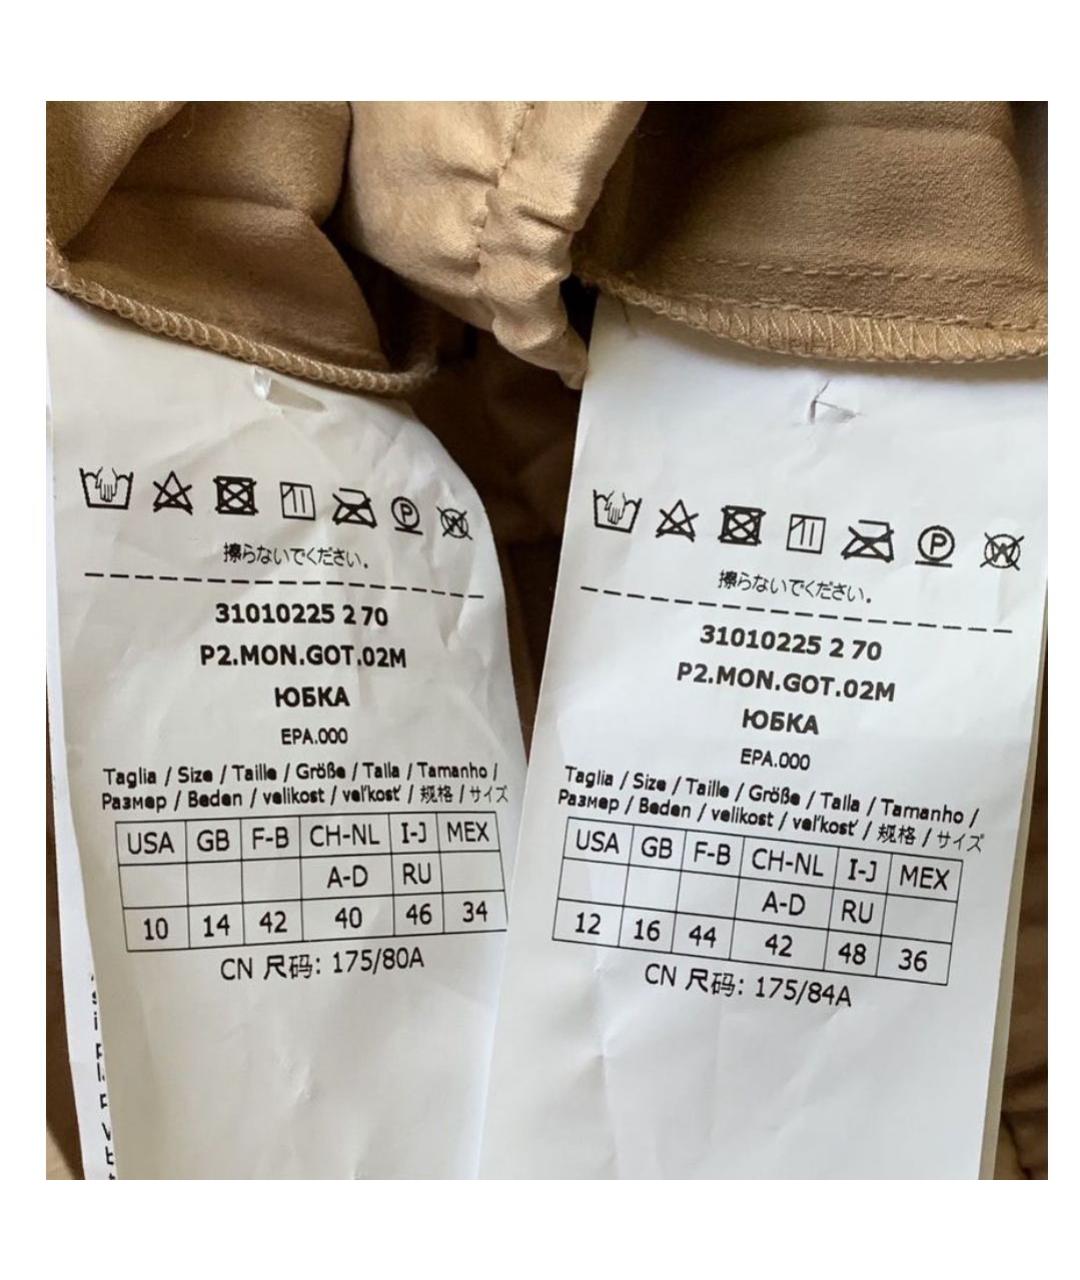 擦らないでください。
31010225 2 70
P2.MON.GOT.02M
ЮБКА
EPA.000
Taglia / Size / Taille / Größe / Talla / Tamanho /
Размер / Beden / velikost / veľkosť / 规格 / サイズ
USA GB F-B CH-NL I-J MEX
A-D RU
10 14 42 40 46 34
CN 尺码: 175/80A
擦らないでください。
31010225 2 70
P2.MON.GOT.02M
ЮБКА
EPA.000
Taglia / Size / Taille / Größe / Talla / Tamanho /
Размер / Beden / velikost / veľkosť / 规格 / サイズ
USA GB F-B CH-NL I-J MEX
A-D RU
12 16 44 42 48 36
CN 尺码: 175/84A